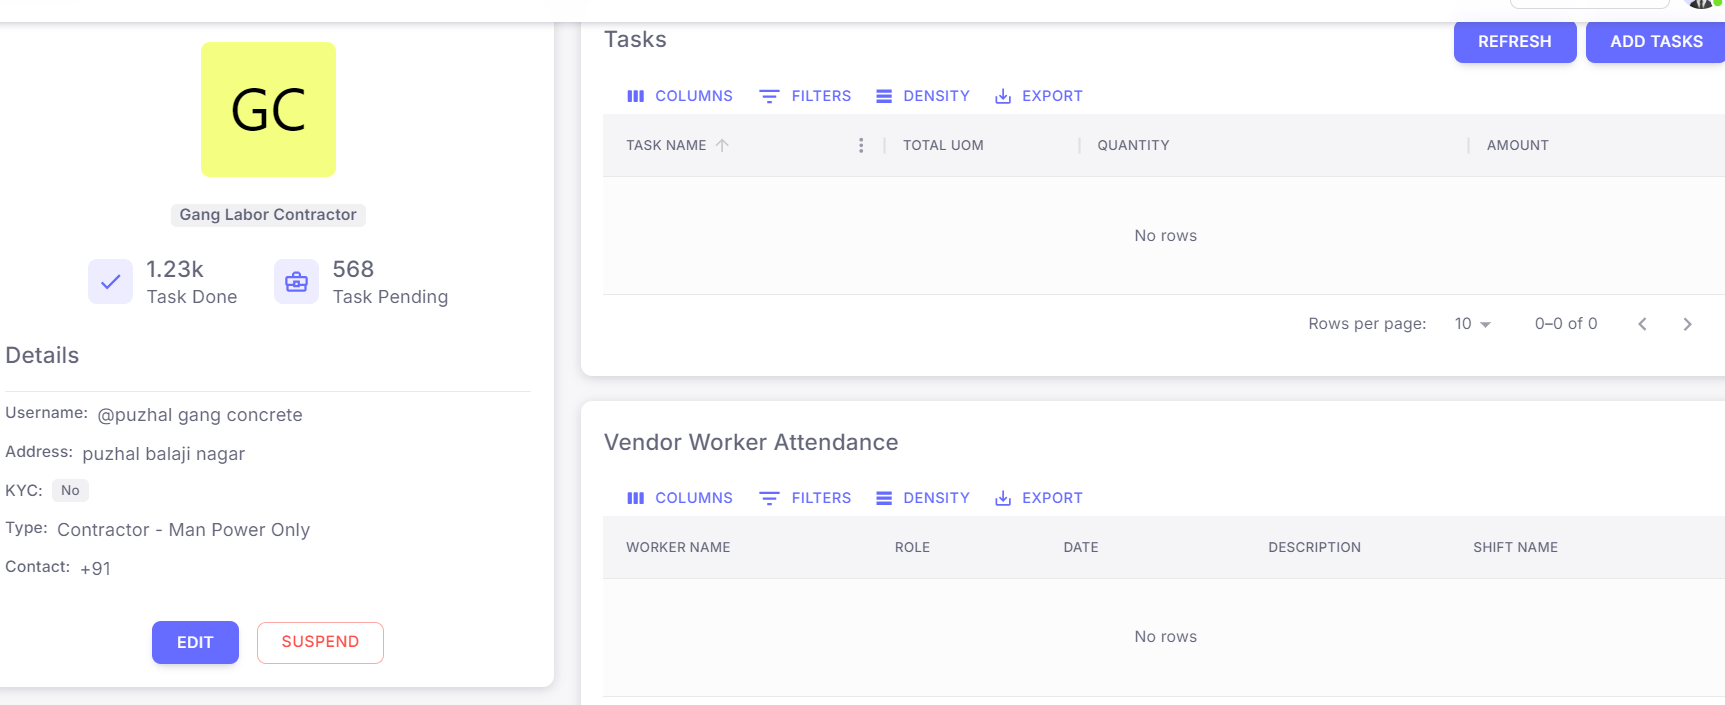 GC
Gang Labor Contractor
1.23k
Task Done
568
Task Pending
Details
Username: @puzhal gang concrete
Address: puzhal balaji nagar
KYC: No
Type: Contractor - Man Power Only
Contact: +91
EDIT SUSPEND
Tasks
REFRESH ADD TASKS
COLUMNS FILTERS DENSITY EXPORT
TASK NAME TOTAL UOM QUANTITY AMOUNT
No rows
Rows per page: 10 0–0 of 0
Vendor Worker Attendance
COLUMNS FILTERS DENSITY EXPORT
WORKER NAME ROLE DATE DESCRIPTION SHIFT NAME
No rows